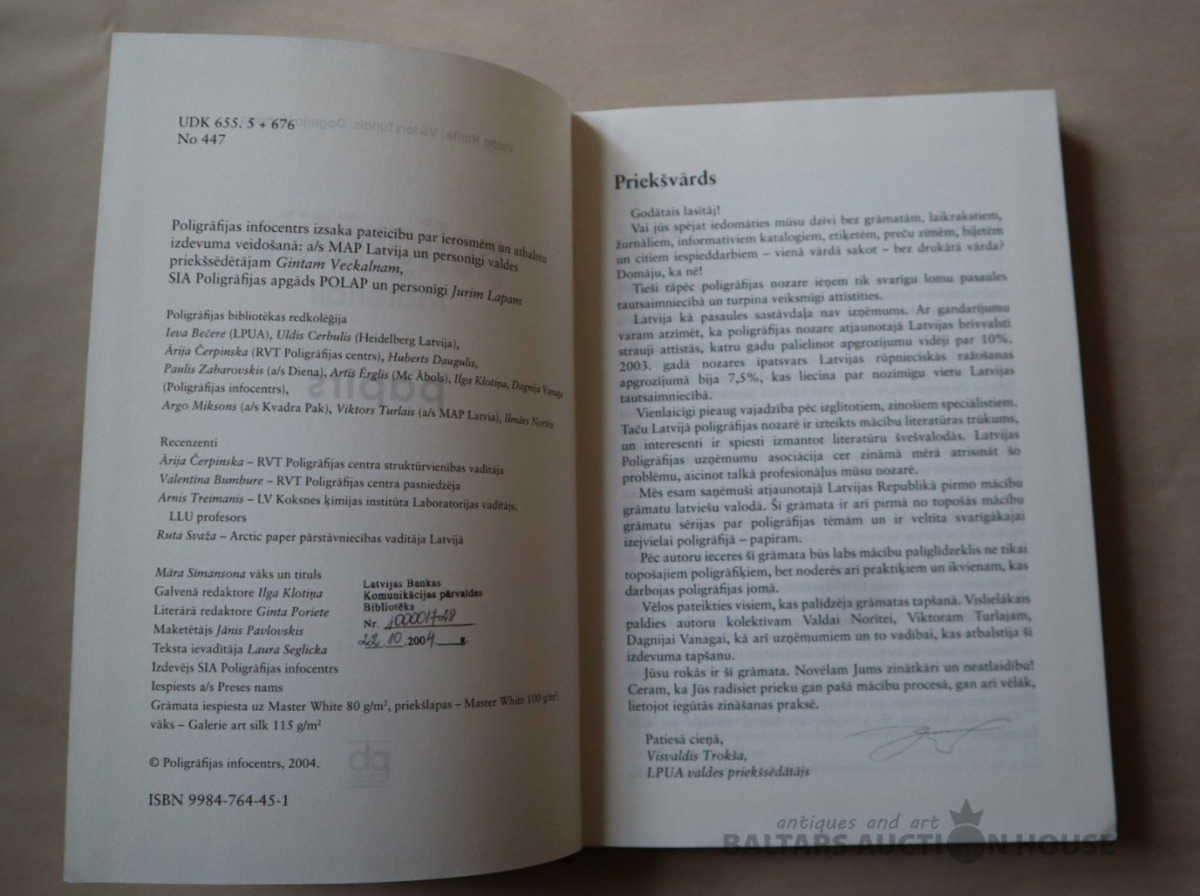 UDK 655. 5 + 676
No 447
Poligrāfijas infocentrs izsaka pateicību par ierosmēm un atbalstu
izdevuma veidošanā: a/s MAP Latvija un personīgi valdes
priekšsēdētājam Gintam Veckalnam,
SIA Poligrāfijas apgāds POLAP un personīgi Jurim Lapam
Poligrāfijas bibliotēkas redkolēģija
Ieva Bečere (LPUA), Uldis Cerbulis (Heidelberg Latvija),
Ārija Čerpinska (RVT Poligrāfijas centrs), Huberts Daugulis,
Paulis Zabarovskis (a/s Diena), Artis Ērglis (Mc Ābols), Ilga Klotiņa, Dagnija Vanaga
(Poligrāfijas infocentrs),
Argo Miksons (a/s Kvadra Pak), Viktors Turlais (a/s MAP Latvia), Ilmārs Norītis
Recenzenti
Ārija Čerpinska – RVT Poligrāfijas centra struktūrvienības vadītāja
Valentīna Bumbure – RVT Poligrāfijas centra pasniedzēja
Arnis Treimanis – LV Koksnes ķīmijas institūta Laboratorijas vadītājs,
LLU profesors
Ruta Svaža – Arctic paper pārstāvniecības vadītāja Latvijā
Māra Sīmansona vāks un tituls
Galvenā redaktore Ilga Klotiņa
Literārā redaktore Ginta Poriete
Maketētājs Jānis Pavlovskis
Teksta ievadītāja Laura Seglicka
Izdevējs SIA Poligrāfijas infocentrs
Iespiests a/s Preses nams
Grāmata iespiesta uz Master White 80 g/m², priekšlapas – Master White 100 g/m²,
vāks – Galerie art silk 115 g/m²
Latvijas Bankas
Komunikācijas pārvaldes
Bibliotēka
Nr. 100001728
22.10.2004. g.
© Poligrāfijas infocentrs, 2004.
ISBN 9984-764-45-1
Priekšvārds
Godātais lasītāj!
Vai jūs spējat iedomāties mūsu dzīvi bez grāmatām, laikrakstiem,
žurnāliem, informatīviem katalogiem, etiķetēm, preču zīmēm, biļetēm
un citiem iespieddarbiem – vienā vārdā sakot – bez drukātā vārda?
Domāju, ka nē!
Tieši tāpēc poligrāfijas nozare ieņem tik svarīgu lomu pasaules
tautsaimniecībā un turpina veiksmīgi attīstīties.
Latvija kā pasaules sastāvdaļa nav izņēmums. Ar gandarījumu
varam atzīmēt, ka poligrāfijas nozare atjaunotajā Latvijas brīvvalstī
strauji attīstās, katru gadu palielinot apgrozījumu vidēji par 10%.
2003. gadā nozares īpatsvars Latvijas rūpnieciskās ražošanas
apgrozījumā bija 7,5%, kas liecina par nozīmīgu vietu Latvijas
tautsaimniecībā.
Vienlaicīgi pieaug vajadzība pēc izglītotiem, zinošiem speciālistiem.
Taču Latvijā poligrāfijas nozarē ir izteikts mācību literatūras trūkums,
un interesenti ir spiesti izmantot literatūru svešvalodās. Latvijas
Poligrāfijas uzņēmumu asociācija cer zināmā mērā atrisināt šo
problēmu, aicinot talkā profesionāļus mūsu nozarē.
Mēs esam saņēmuši atjaunotajā Latvijas Republikā pirmo mācību
grāmatu latviešu valodā. Šī grāmata ir arī pirmā no topošās mācību
grāmatu sērijas par poligrāfijas tēmām un ir veltīta svarīgākajai
izejvielai poligrāfijā – papīram.
Pēc autoru ieceres šī grāmata būs labs mācību palīglīdzeklis ne tikai
topošajiem poligrāfiķiem, bet noderēs arī praktiķiem un ikvienam, kas
darbojas poligrāfijas jomā.
Vēlos pateikties visiem, kas palīdzēja grāmatas tapšanā. Vislielākais
paldies autoru kolektīvam Valdai Norītei, Viktoram Turlajam,
Dagnijai Vanagai, kā arī uzņēmumiem un to vadībai, kas atbalstīja šī
izdevuma tapšanu.
Jūsu rokās ir šī grāmata. Novēlam Jums zinātkāri un neatlaidību!
Ceram, ka Jūs radīsiet prieku gan pašā mācību procesā, gan arī vēlāk,
lietojot iegūtās zināšanas praksē.
Patiesā cieņā,
Visvaldis Trokša,
LPUA valdes priekšsēdētājs
antiques and art
BALTARS AUCTION HOUSE